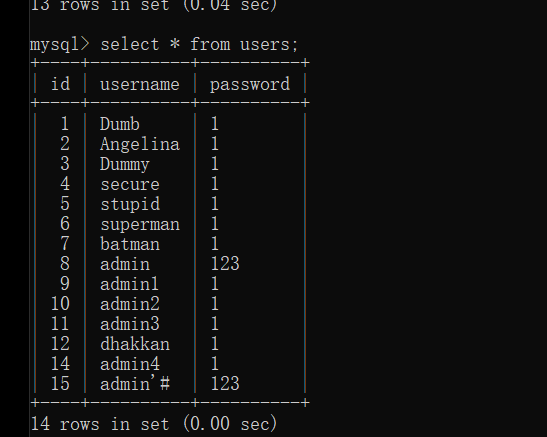 13 rows in set (0.04 sec)
mysql> select * from users;
+----+----------+----------+
| id | username | password |
+----+----------+----------+
| 1 | Dumb | 1 |
| 2 | Angelina | 1 |
| 3 | Dummy | 1 |
| 4 | secure | 1 |
| 5 | stupid | 1 |
| 6 | superman | 1 |
| 7 | batman | 1 |
| 8 | admin | 123 |
| 9 | admin1 | 1 |
| 10 | admin2 | 1 |
| 11 | admin3 | 1 |
| 12 | dhakkan | 1 |
| 14 | admin4 | 1 |
| 15 | admin'# | 123 |
+----+----------+----------+
14 rows in set (0.00 sec)